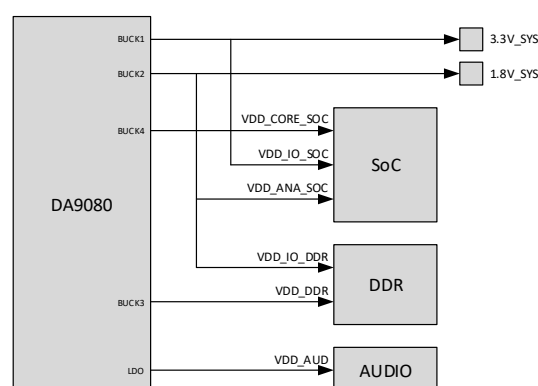 BUCK1
3.3V_SYS
BUCK2
1.8V_SYS
VDD_CORE_SOC
BUCK4
VDD_IO_SOC
SoC
VDD_ANA_SOC
DA9080
VDD_IO_DDR
DDR
VDD_DDR
BUCK3
VDD_AUD
LDO
AUDIO